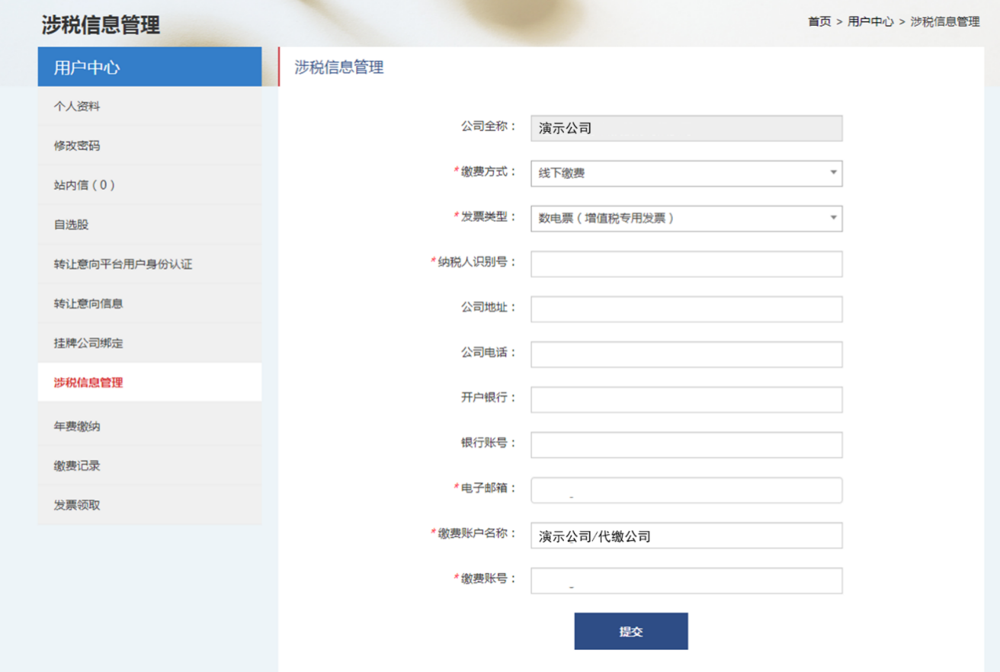 涉税信息管理
首页 > 用户中心 > 涉税信息管理
用户中心
个人资料
修改密码
站内信（0）
自选股
转让意向平台用户身份认证
转让意向信息
挂牌公司绑定
涉税信息管理
年费缴纳
缴费记录
发票领取
涉税信息管理
公司全称： 演示公司
*缴费方式： 线下缴费
*发票类型： 数电票（增值税专用发票）
*纳税人识别号：
公司地址：
公司电话：
开户银行：
银行账号：
*电子邮箱： -
*缴费账户名称： 演示公司/代缴公司
*缴费账号： -
提交